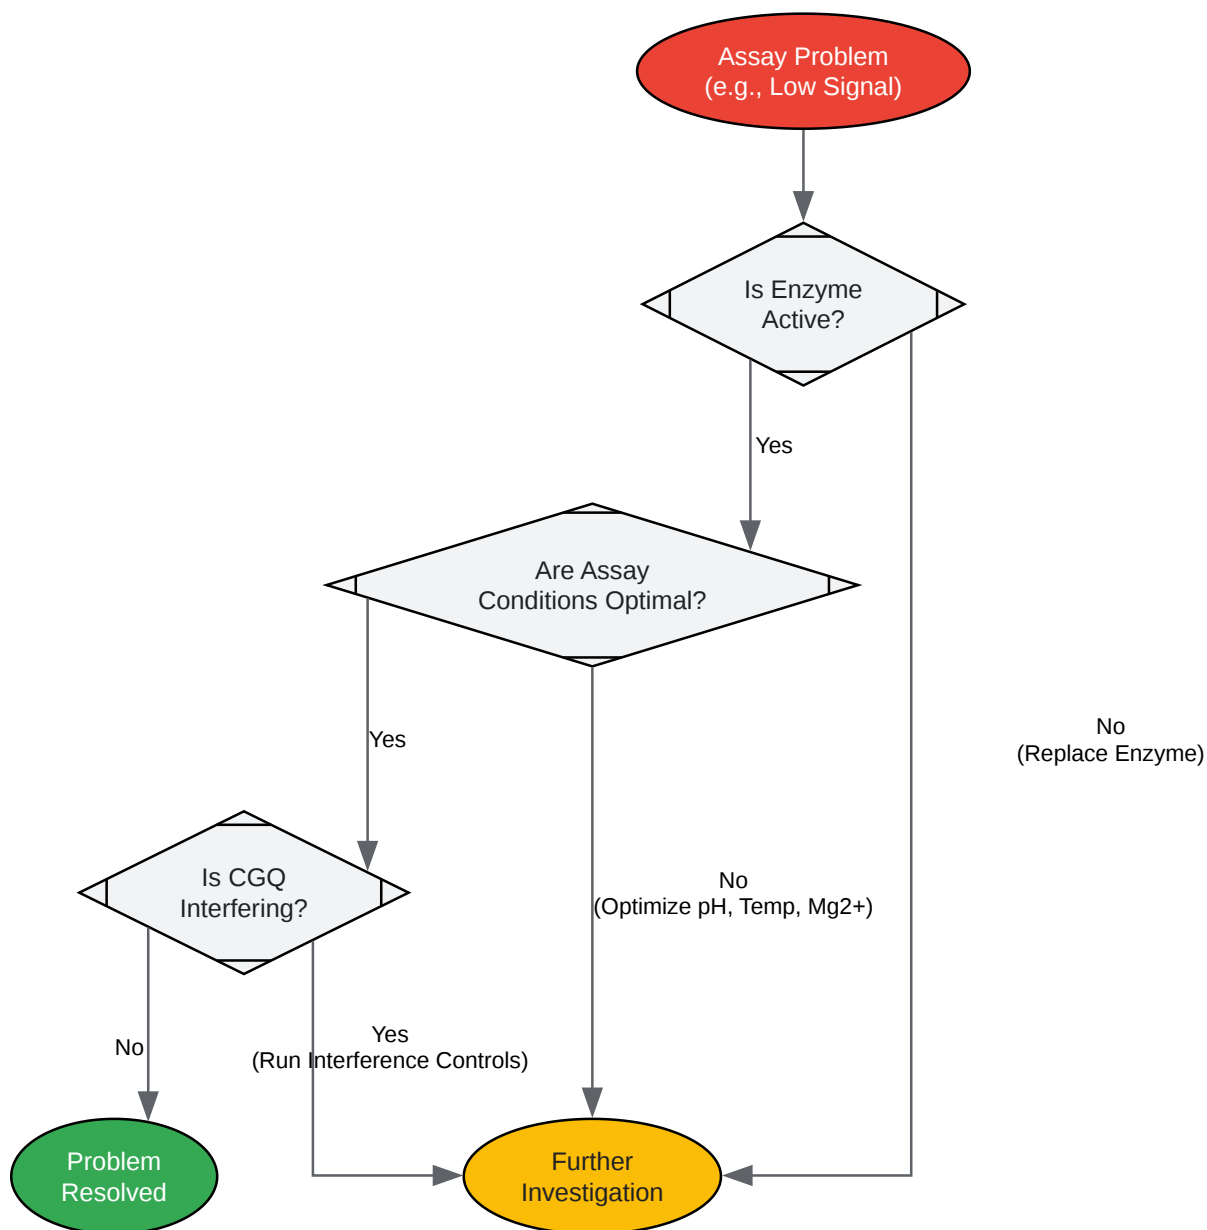 Assay Problem
(e.g., Low Signal)
Is Enzyme
Active?
Yes
Are Assay
Conditions Optimal?
No
(Replace Enzyme)
Yes
Is CGQ
Interfering?
No
(Optimize pH, Temp, Mg2+)
No
Yes
(Run Interference Controls)
Problem
Resolved
Further
Investigation